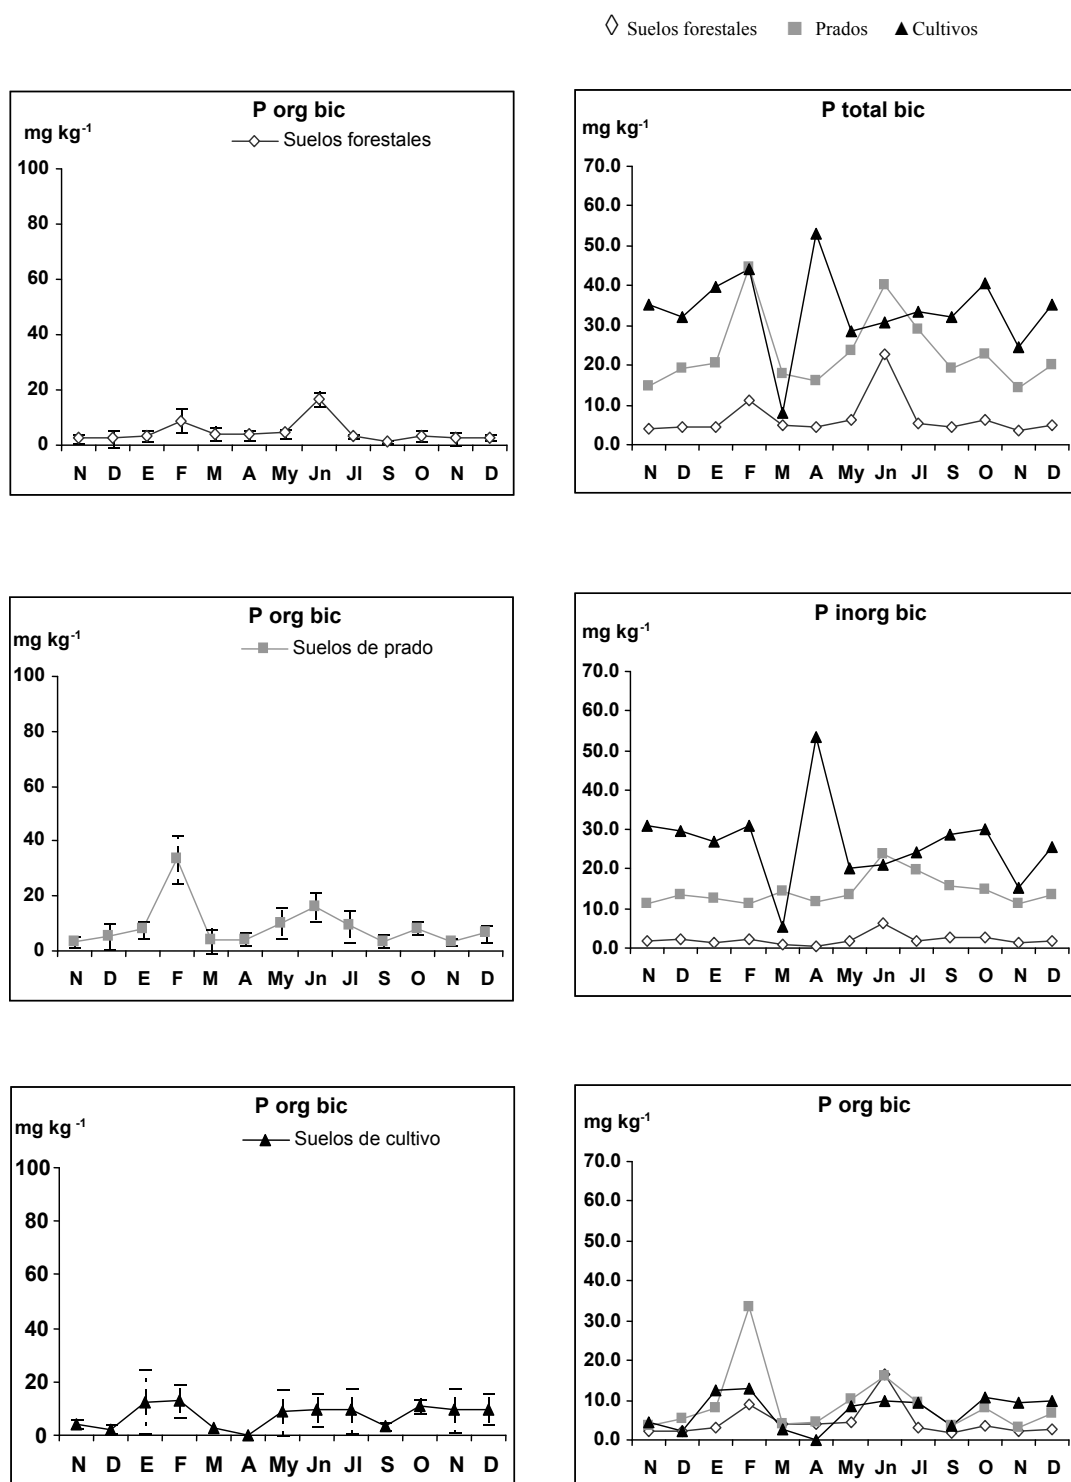 Suelos forestales Prados Cultivos
P org bic
mg kg-1
Suelos forestales
100
80
60
40
20
0
N D E F M A My Jn Jl S O N D
P total bic
mg kg-1
70.0
60.0
50.0
40.0
30.0
20.0
10.0
0.0
N D E F M A My Jn Jl S O N D
P org bic
mg kg-1
Suelos de prado
100
80
60
40
20
0
N D E F M A My Jn Jl S O N D
P inorg bic
mg kg-1
70.0
60.0
50.0
40.0
30.0
20.0
10.0
0.0
N D E F M A My Jn Jl S O N D
P org bic
mg kg -1
Suelos de cultivo
100
80
60
40
20
0
N D E F M A My Jn Jl S O N D
P org bic
mg kg-1
70.0
60.0
50.0
40.0
30.0
20.0
10.0
0.0
N D E F M A My Jn Jl S O N D